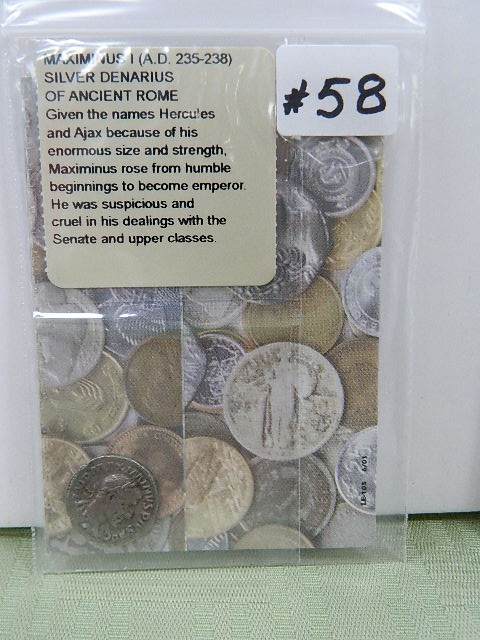 MAXIMINUS I (A.D. 235-238)
SILVER DENARIUS
OF ANCIENT ROME
Given the names Hercules
and Ajax because of his
enormous size and strength,
Maximinus rose from humble
beginnings to become emperor.
He was suspicious and
cruel in his dealings with the
Senate and upper classes.
#58